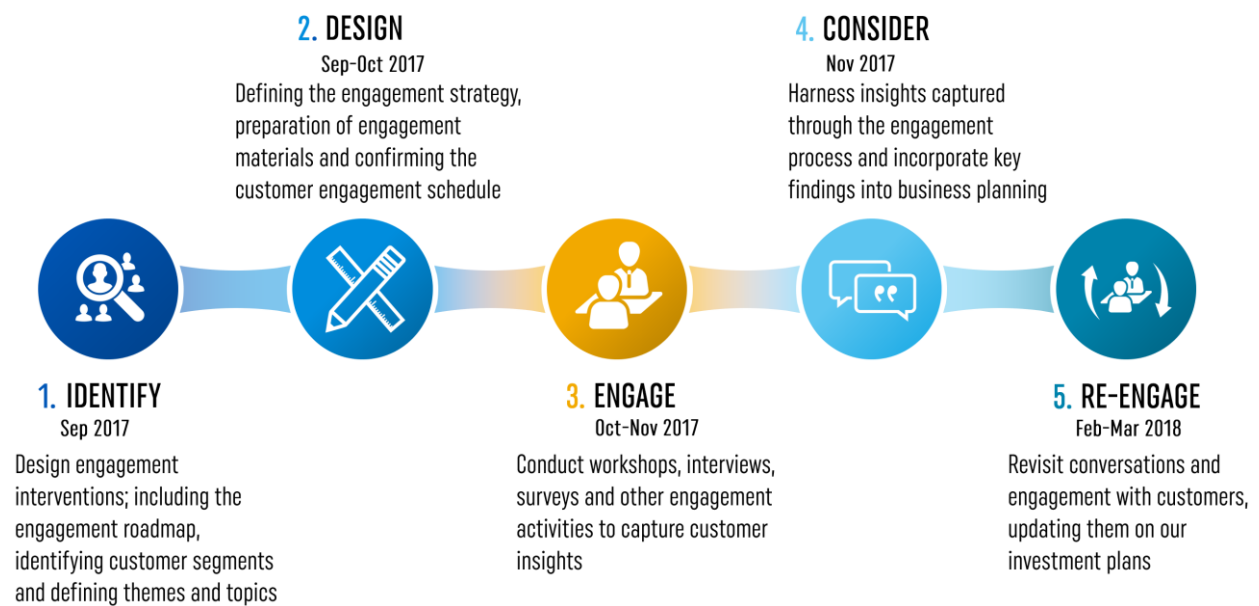 1. IDENTIFY
Sep 2017
Design engagement
interventions; including the
engagement roadmap,
identifying customer segments
and defining themes and topics
2. DESIGN
Sep-Oct 2017
Defining the engagement strategy,
preparation of engagement
materials and confirming the
customer engagement schedule
3. ENGAGE
Oct-Nov 2017
Conduct workshops, interviews,
surveys and other engagement
activities to capture customer
insights
4. CONSIDER
Nov 2017
Harness insights captured
through the engagement
process and incorporate key
findings into business planning
5. RE-ENGAGE
Feb-Mar 2018
Revisit conversations and
engagement with customers,
updating them on our
investment plans